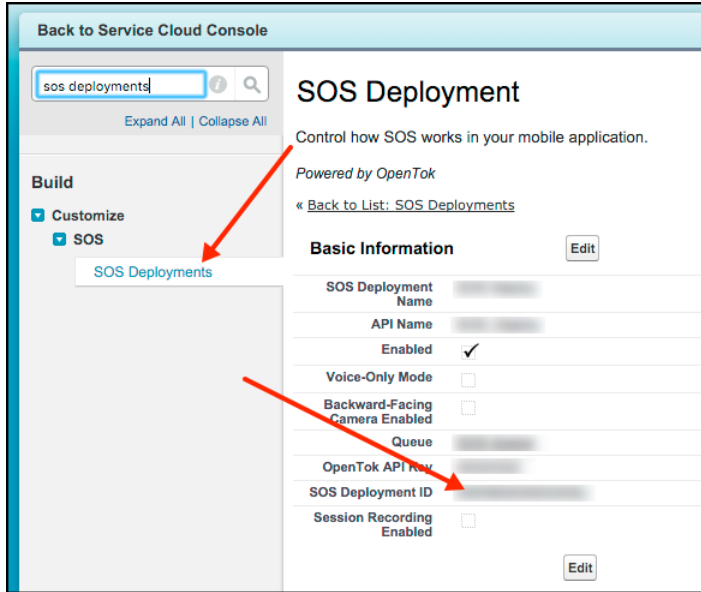 Back to Service Cloud Console
sos deployments
Expand All | Collapse All
Build
Customize
SOS
SOS Deployments
SOS Deployment
Control how SOS works in your mobile application.
Powered by OpenTok
« Back to List: SOS Deployments
Basic Information
Edit
SOS Deployment
Name
API Name
Enabled
Voice-Only Mode
Backward-Facing
Camera Enabled
Queue
OpenTok API Key
SOS Deployment ID
Session Recording
Enabled
Edit